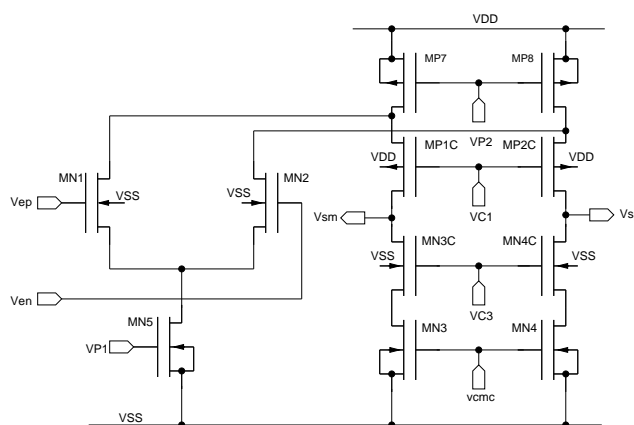 VDD
MP7
MP8
VP2
MP1C
MP2C
VDD
VDD
MN1
MN2
VSS
VSS
Vep
VC1
Vsm
Vs
MN3C
MN4C
VSS
VSS
Ven
VC3
MN5
MN3
MN4
VP1
vcmc
VSS